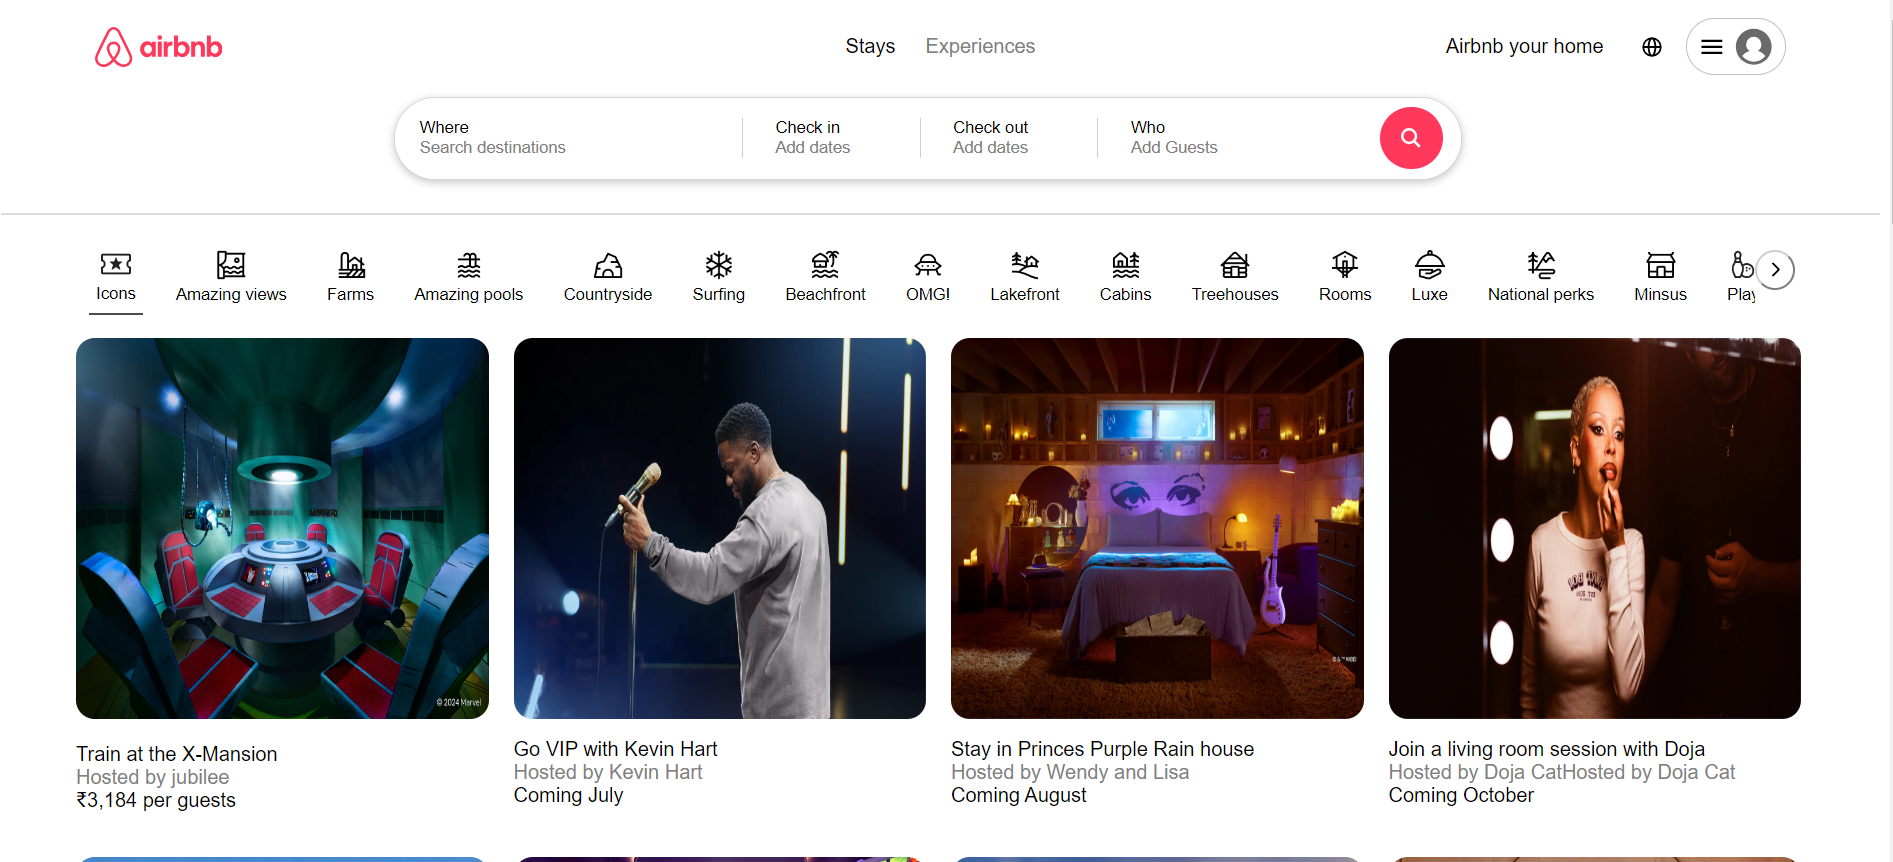 airbnb
Stays Experiences
Airbnb your home
Where
Search destinations
Check in
Add dates
Check out
Add dates
Who
Add Guests
Icons
Amazing views
Farms
Amazing pools
Countryside
Surfing
Beachfront
OMG!
Lakefront
Cabins
Treehouses
Rooms
Luxe
National perks
Minsus
Play
© 2024 Marvel
Train at the X-Mansion
Hosted by jubilee
₹3,184 per guests
Go VIP with Kevin Hart
Hosted by Kevin Hart
Coming July
Stay in Princes Purple Rain house
Hosted by Wendy and Lisa
Coming August
Join a living room session with Doja
Hosted by Doja CatHosted by Doja Cat
Coming October